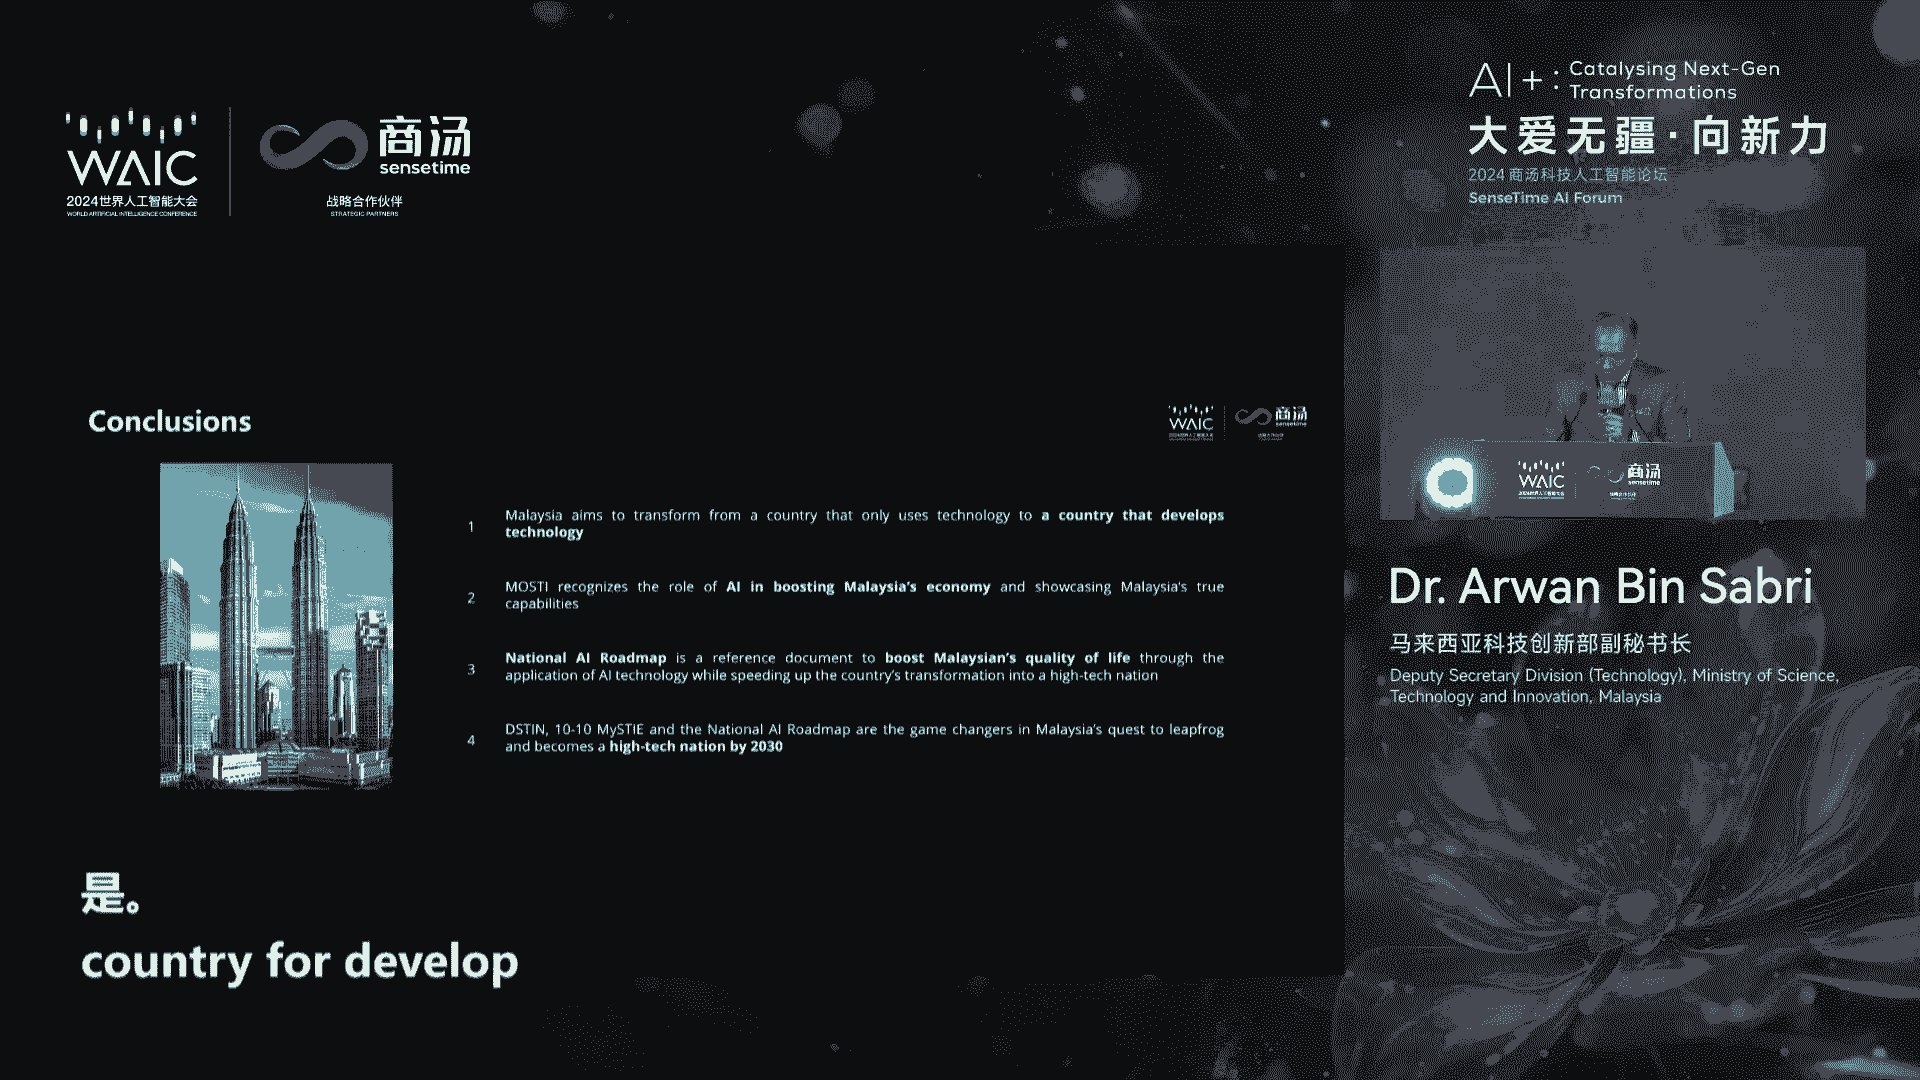 WAIC
2024世界人工智能大会
WORLD ARTIFICIAL INTELLIGENCE CONFERENCE
商汤
sensetime
战略合作伙伴
STRATEGIC PARTNERS
AI+: Catalysing Next-Gen
Transformations
大爱无疆·向新力
2024 商汤科技人工智能论坛
SenseTime AI Forum
Conclusions
WAIC
商汤
sensetime
1
Malaysia aims to transform from a country that only uses technology to a country that develops
technology
2
MOSTI recognizes the role of AI in boosting Malaysia's economy and showcasing Malaysia's true
capabilities
3
National AI Roadmap is a reference document to boost Malaysian's quality of life through the
application of AI technology while speeding up the country's transformation into a high-tech nation
4
DSTIN, 10-10 MySTIE and the National AI Roadmap are the game changers in Malaysia's quest to leapfrog
and becomes a high-tech nation by 2030
WAIC
商汤
sensetime
Dr. Arwan Bin Sabri
马来西亚科技创新部副秘书长
Deputy Secretary Division (Technology), Ministry of Science,
Technology and Innovation, Malaysia
是。
country for develop